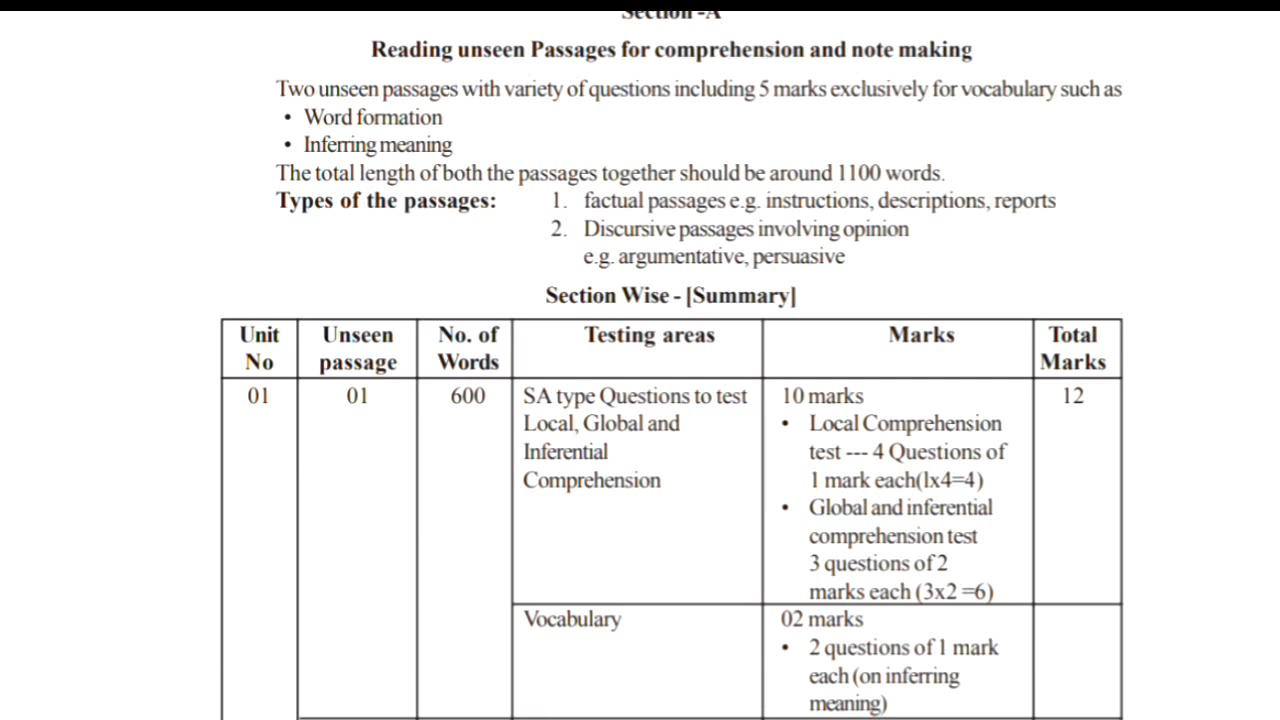 Section -A
Reading unseen Passages for comprehension and note making
Two unseen passages with variety of questions including 5 marks exclusively for vocabulary such as
• Word formation
• Inferring meaning
The total length of both the passages together should be around 1100 words.
Types of the passages: 1. factual passages e.g. instructions, descriptions, reports
2. Discursive passages involving opinion
e.g. argumentative, persuasive
Section Wise - [Summary]
Unit No
Unseen passage
No. of Words
Testing areas
Marks
Total Marks
01
01
600
SA type Questions to test
Local, Global and
Inferential
Comprehension
10 marks
• Local Comprehension
test --- 4 Questions of
1 mark each(1x4=4)
• Global and inferential
comprehension test
3 questions of 2
marks each (3x2 =6)
12
Vocabulary
02 marks
• 2 questions of 1 mark
each (on inferring
meaning)